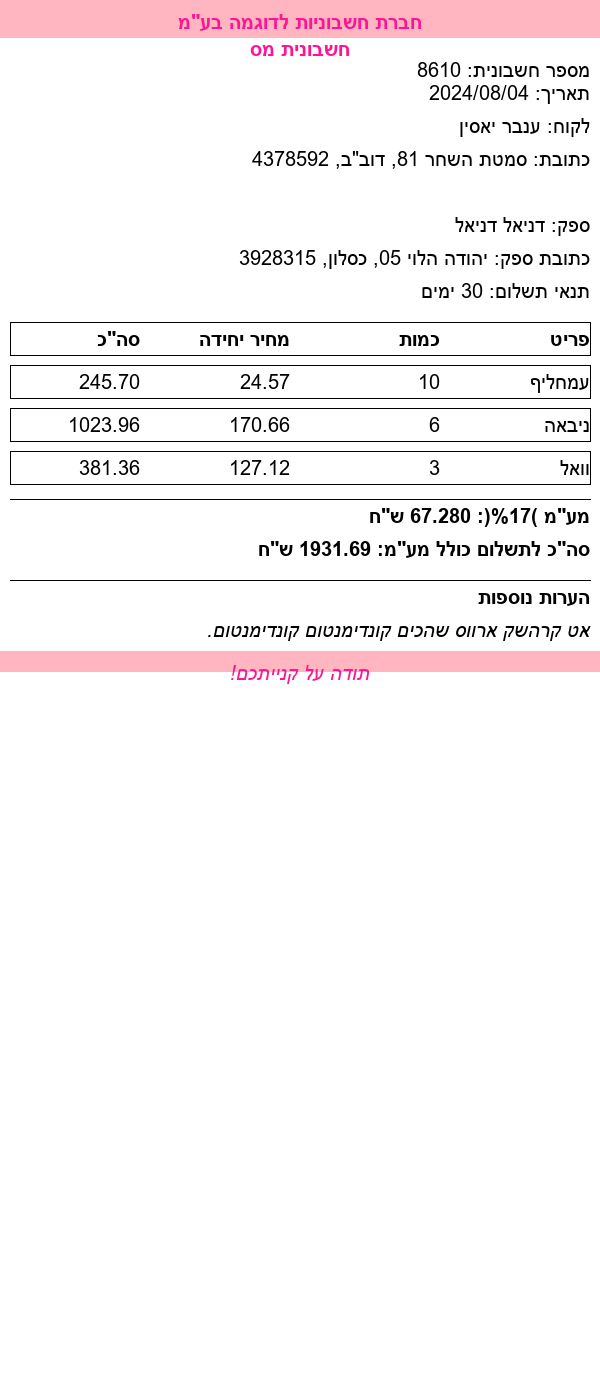 חברת חשבוניות לדוגמה בע"מ
חשבונית מס
מספר חשבונית: 8610
תאריך: 2024/08/04
לקוח: ענבר יאסין
כתובת: סמטת השחר 81, דוב"ב, 4378592
ספק: דניאל דניאל
כתובת ספק: יהודה הלוי 05, כסלון, 3928315
תנאי תשלום: 30 ימים
פריט כמות מחיר יחידה סה"כ
עמחליף 10 24.57 245.70
ניבאה 6 170.66 1023.96
וואל 3 127.12 381.36
מע"מ )17%(: 67.280 ש"ח
סה"כ לתשלום כולל מע"מ: 1931.69 ש"ח
הערות נוספות
אט קרהשק ארווס שהכים קונדימנטום קונדימנטום.
תודה על קנייתכם!